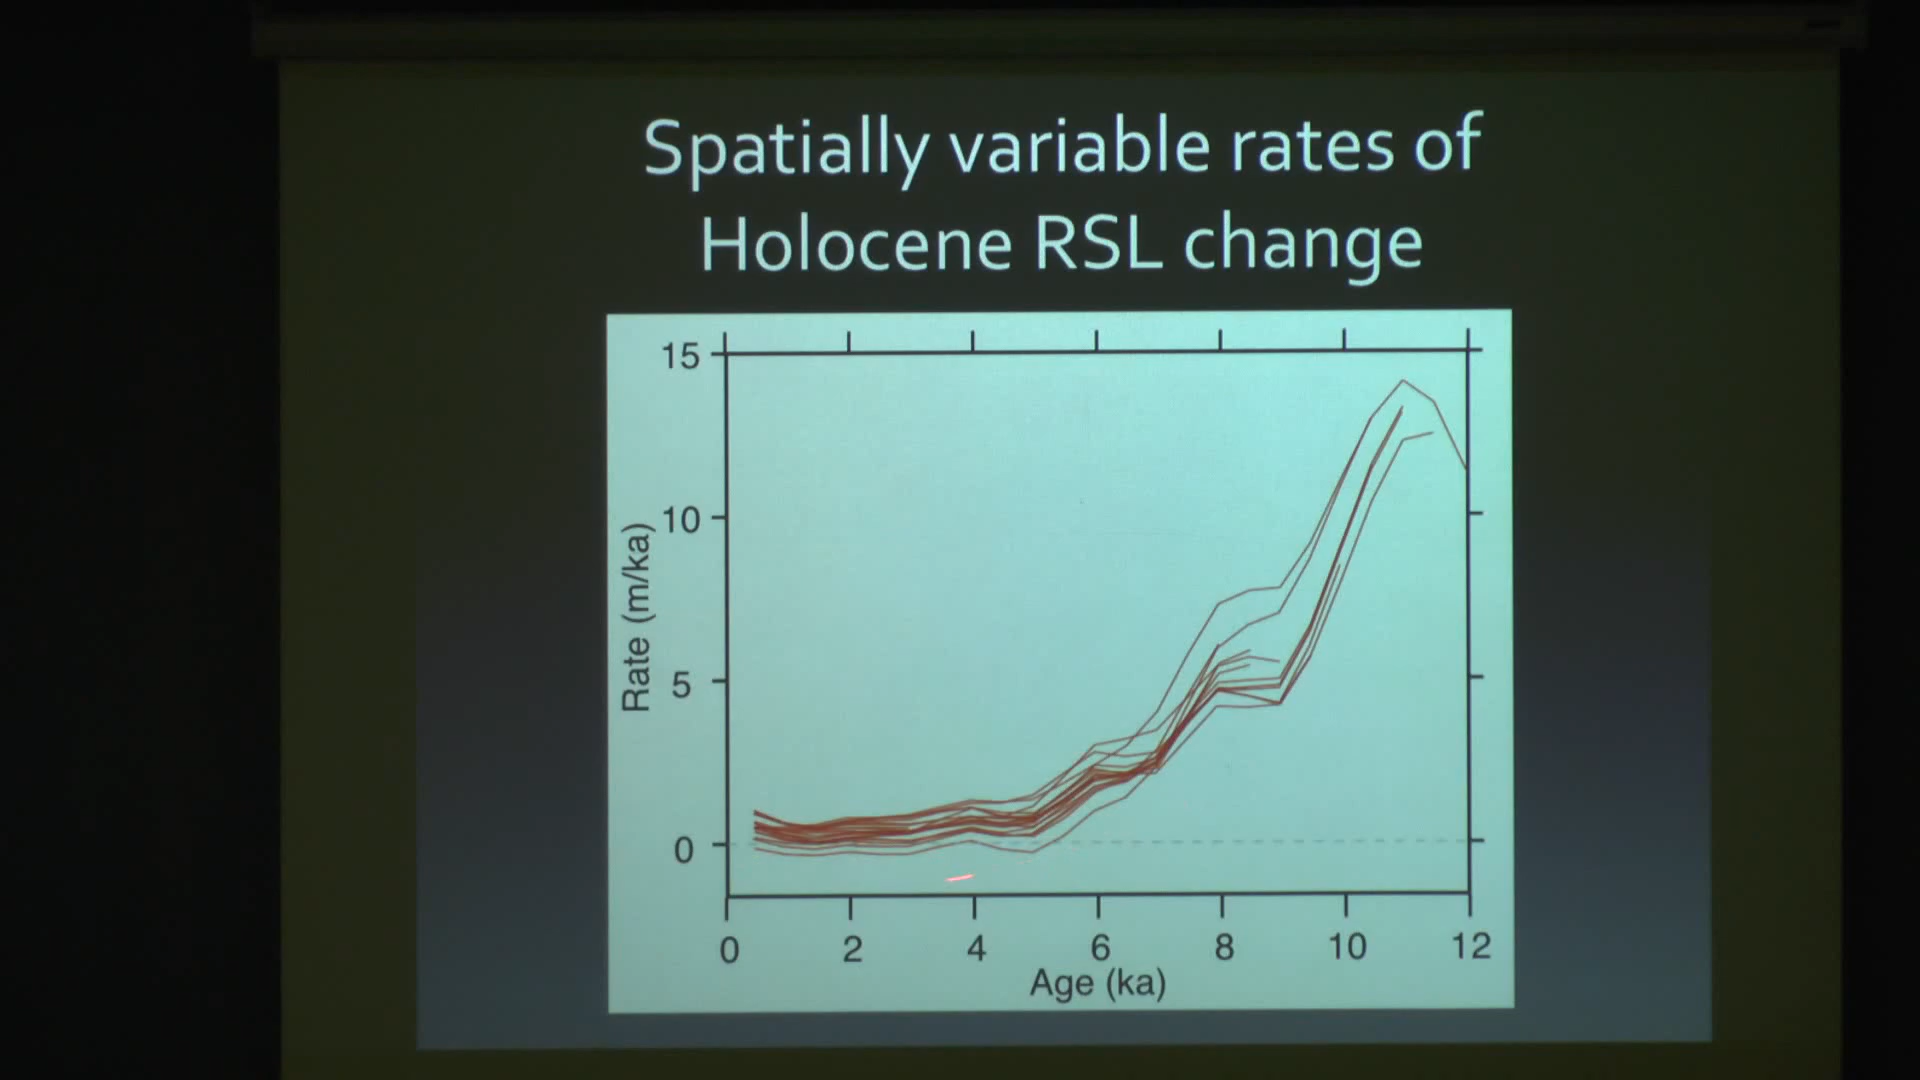 Spatially variable rates of
Holocene RSL change
15
10
5
0
Rate (m/ka)
0 2 4 6 8 10 12
Age (ka)